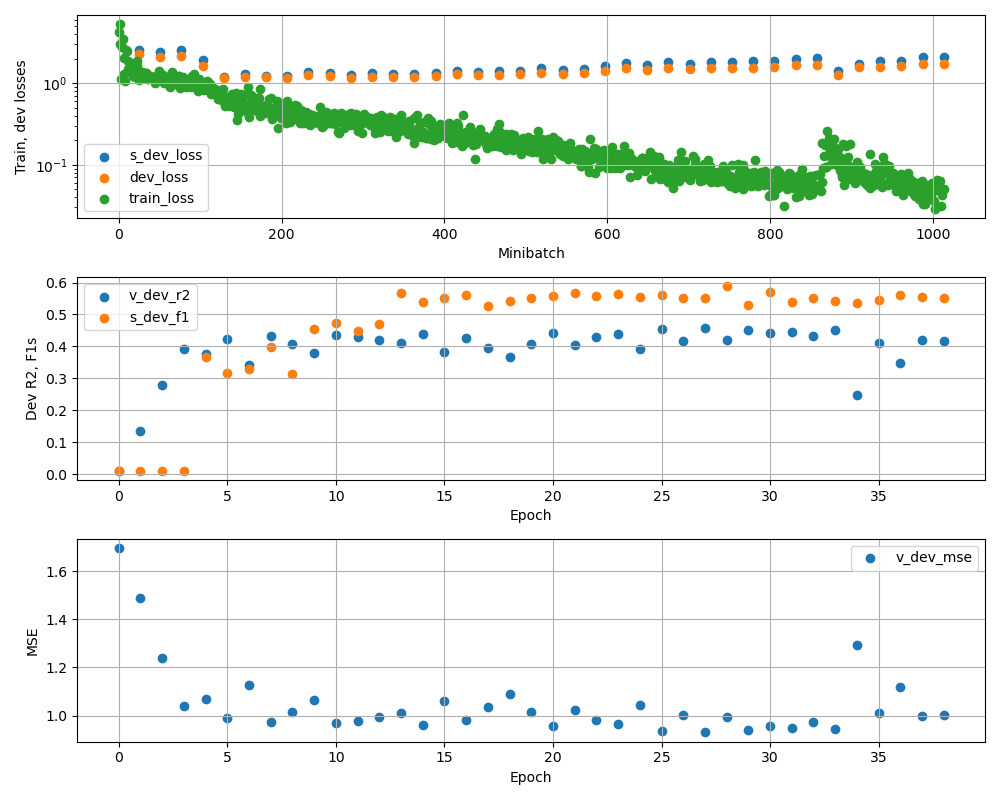 Train, dev losses
10⁰
10⁻¹
s_dev_loss
dev_loss
train_loss
0 200 400 600 800 1000
Minibatch
Dev R2, F1s
0.6
0.5
0.4
0.3
0.2
0.1
0.0
v_dev_r2
s_dev_f1
0 5 10 15 20 25 30 35
Epoch
MSE
1.6
1.4
1.2
1.0
v_dev_mse
0 5 10 15 20 25 30 35
Epoch